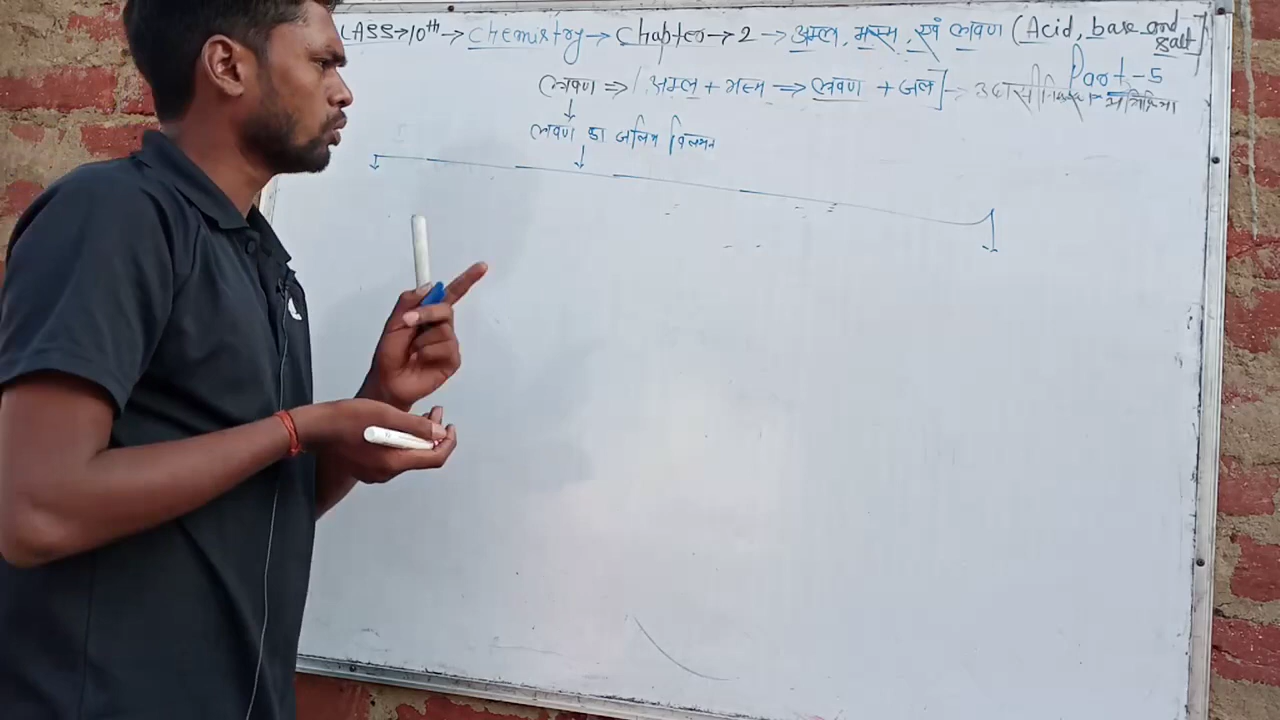 CLASS→10th→Chemistry→Chapter→2→अम्ल, भस्म, एवं लवण (Acid, base and salt)
Part-5
लवण ⇒ [अम्ल + भस्म ⇒ लवण + जल] → उदासीनिकरण अभिक्रिया
लवण का जलिय विलयन